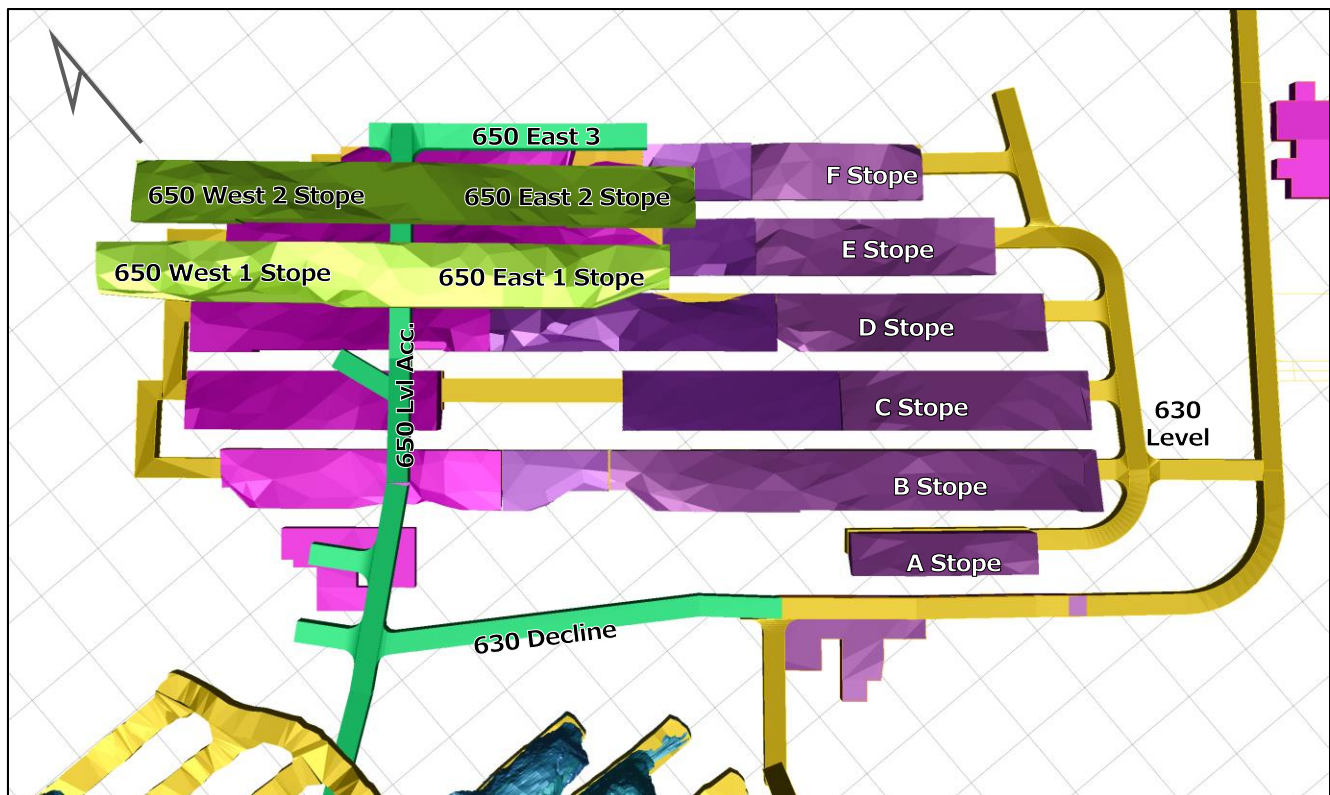 650 East 3
650 West 2 Stope
650 East 2 Stope
F Stope
E Stope
650 West 1 Stope
650 East 1 Stope
D Stope
650 Lvl Acc.
C Stope
630
Level
B Stope
A Stope
630 Decline